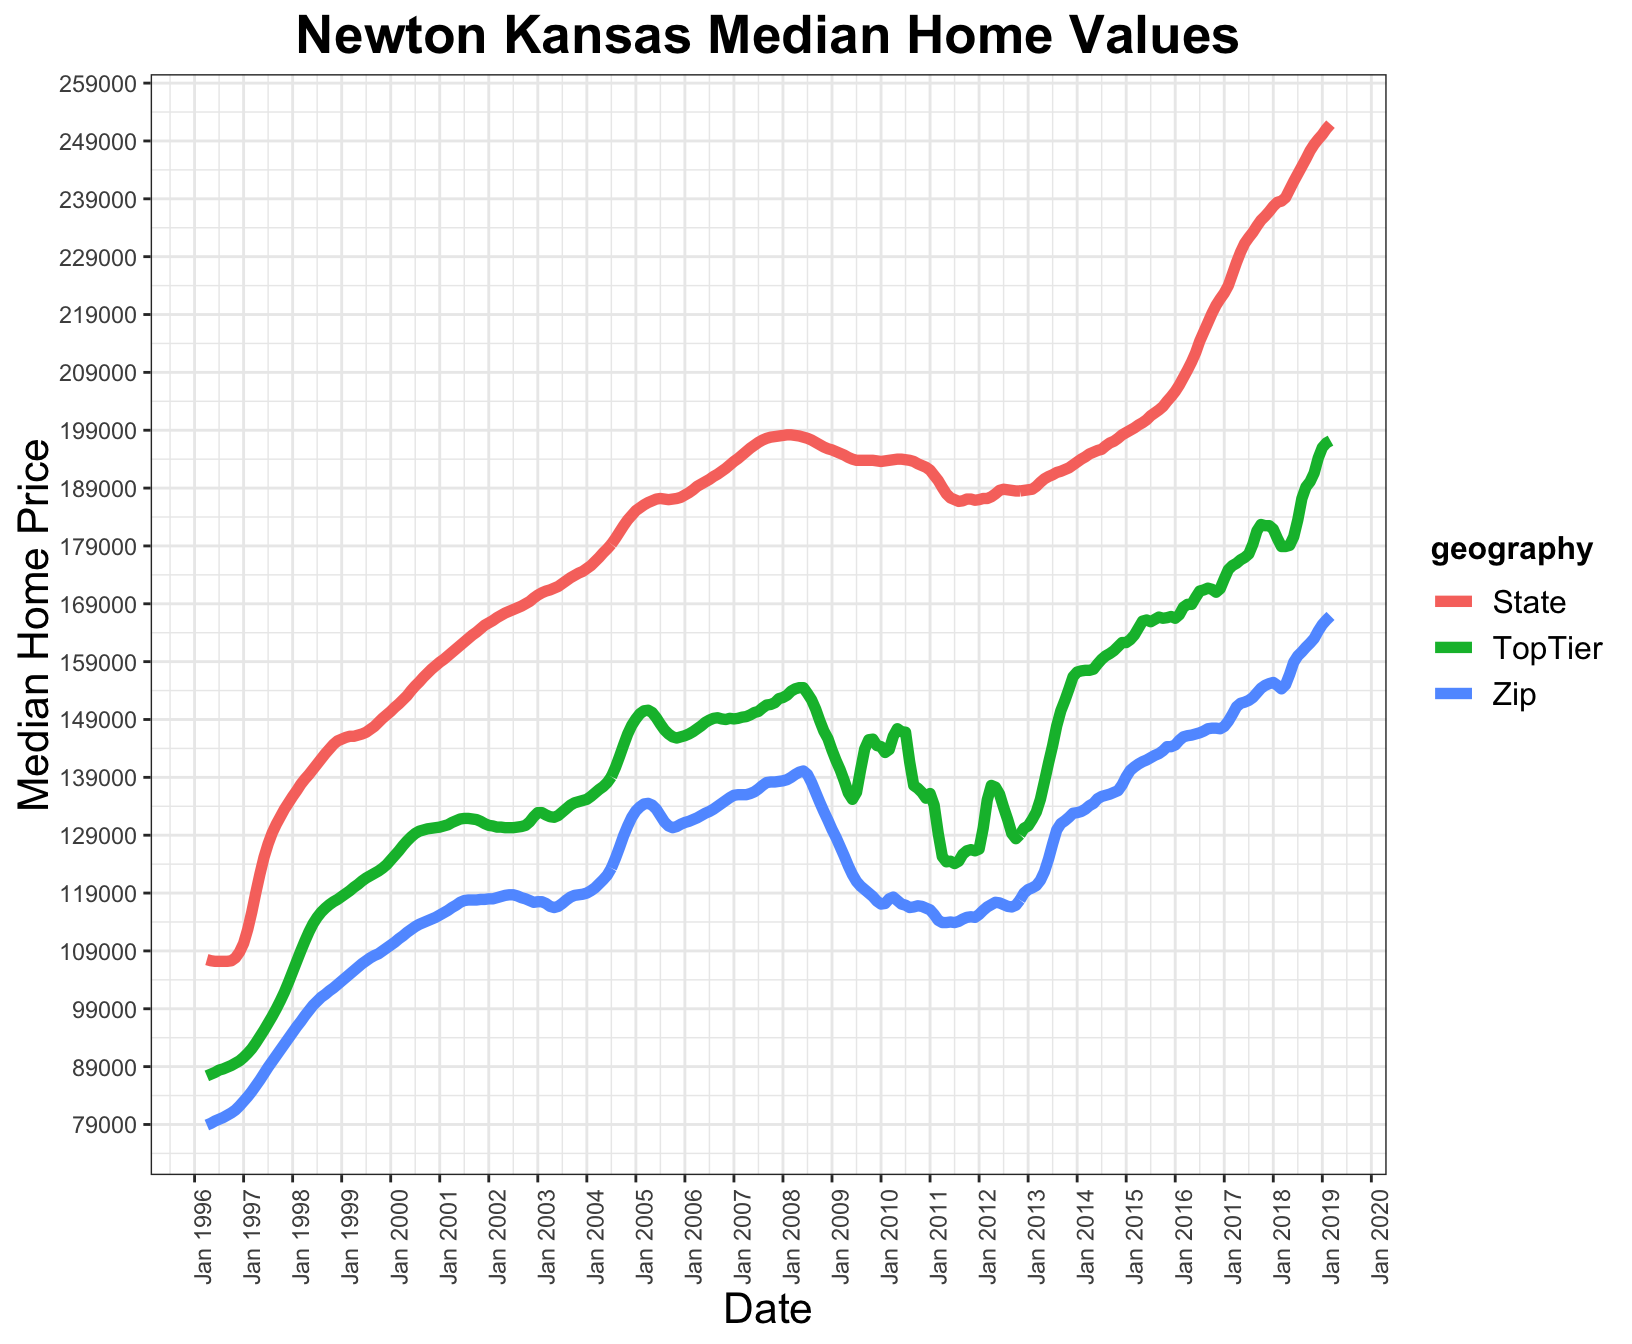 Newton Kansas Median Home Values
Median Home Price
259000
249000
239000
229000
219000
209000
199000
189000
179000
169000
159000
149000
139000
129000
119000
109000
99000
89000
79000
Jan 1996
Jan 1997
Jan 1998
Jan 1999
Jan 2000
Jan 2001
Jan 2002
Jan 2003
Jan 2004
Jan 2005
Jan 2006
Jan 2007
Jan 2008
Jan 2009
Jan 2010
Jan 2011
Jan 2012
Jan 2013
Jan 2014
Jan 2015
Jan 2016
Jan 2017
Jan 2018
Jan 2019
Jan 2020
Date
geography
State
TopTier
Zip